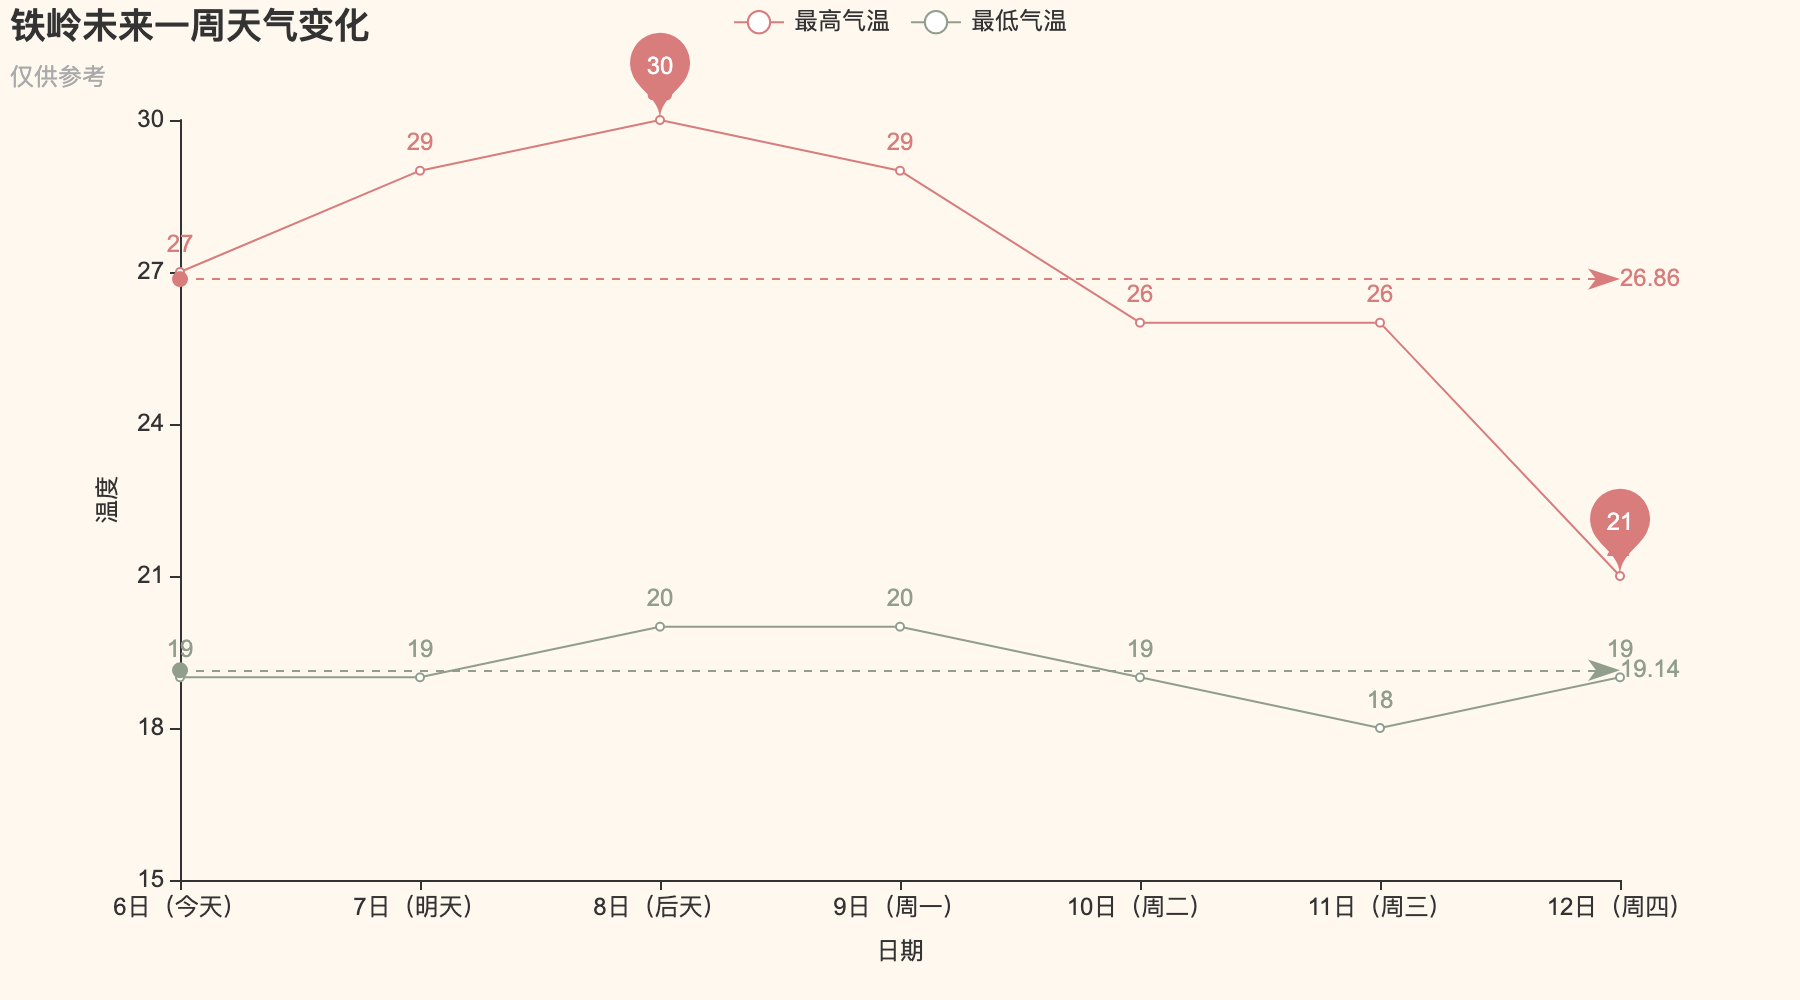 铁岭未来一周天气变化
仅供参考
最高气温 最低气温
30
27
24
21
18
15
温度
27 29 30 29 26 26 21
26.86
19 19 20 20 19 18 19
19.14
6日（今天） 7日（明天） 8日（后天） 9日（周一） 10日（周二） 11日（周三） 12日（周四）
日期